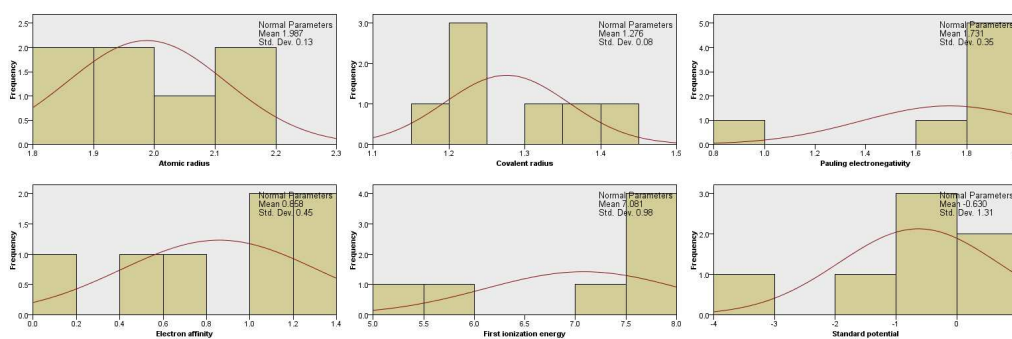 Normal Parameters
Mean 1.987
Std. Dev. 0.13
Frequency
2.5
2.0
1.5
1.0
0.5
0.0
1.8 1.9 2.0 2.1 2.2 2.3
Atomic radius
Normal Parameters
Mean 1.276
Std. Dev. 0.08
Frequency
3.0
2.0
1.0
0.0
1.1 1.2 1.3 1.4 1.5
Covalent radius
Normal Parameters
Mean 1.731
Std. Dev. 0.35
Frequency
5.0
4.0
3.0
2.0
1.0
0.0
0.8 1.0 1.2 1.4 1.6 1.8
Pauling electronegativity
Normal Parameters
Mean 0.858
Std. Dev. 0.45
Frequency
2.0
1.5
1.0
0.5
0.0
0.0 0.2 0.4 0.6 0.8 1.0 1.2 1.4
Electron affinity
Normal Parameters
Mean 7.081
Std. Dev. 0.98
Frequency
4.0
3.0
2.0
1.0
0.0
5.0 5.5 6.0 6.5 7.0 7.5 8.0
First ionization energy
Normal Parameters
Mean -0.630
Std. Dev. 1.31
Frequency
4.0
3.0
2.0
1.0
0.0
-4 -3 -2 -1 0
Standard potential